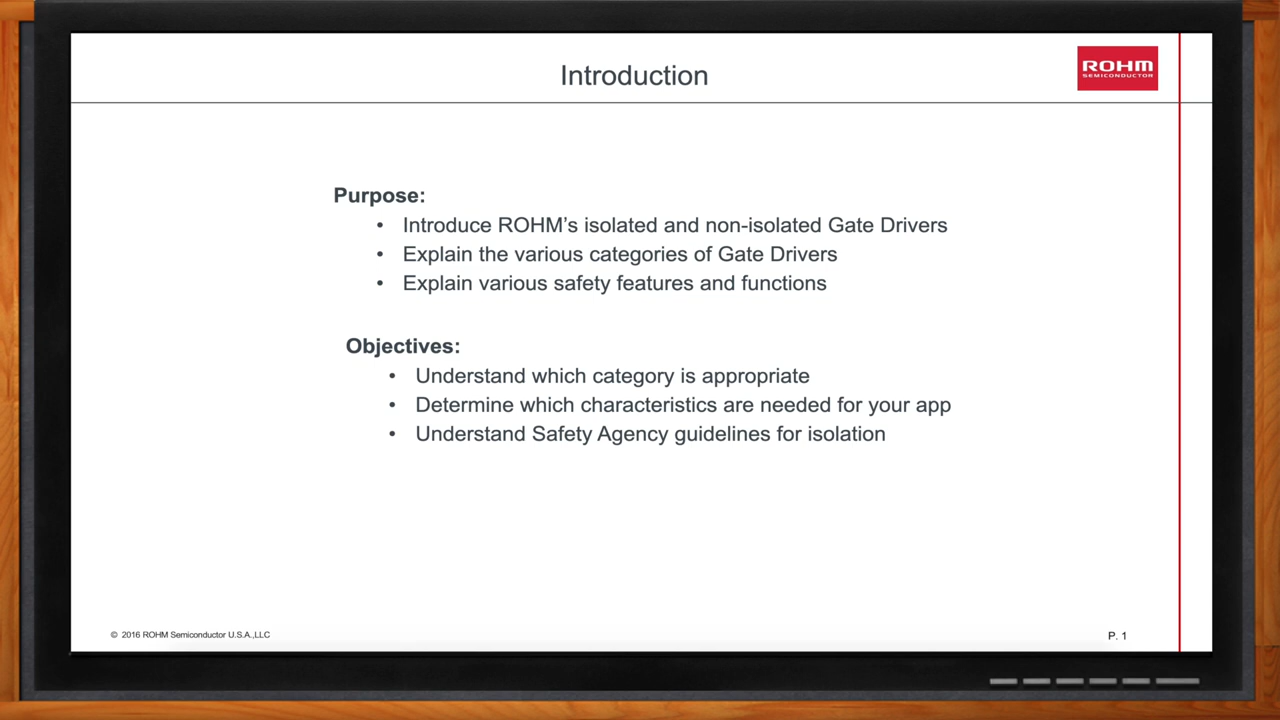 Introduction
ROHM
SEMICONDUCTOR
Purpose:
• Introduce ROHM’s isolated and non-isolated Gate Drivers
• Explain the various categories of Gate Drivers
• Explain various safety features and functions
Objectives:
• Understand which category is appropriate
• Determine which characteristics are needed for your app
• Understand Safety Agency guidelines for isolation
© 2016 ROHM Semiconductor U.S.A.,LLC
P. 1